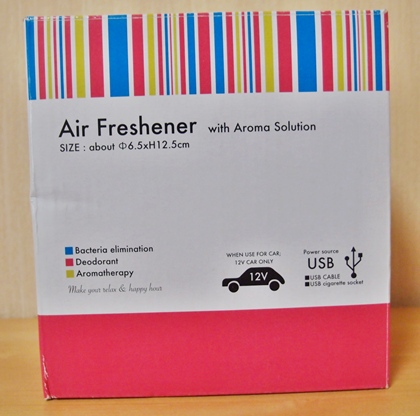 Air Freshener with Aroma Solution
SIZE : about Φ6.5xH12.5cm
Bacteria elimination
Deodorant
Aromatherapy
Make your relax & happy hour
WHEN USE FOR CAR;
12V CAR ONLY
12V
Power source
USB
USB CABLE
USB cigarette socket